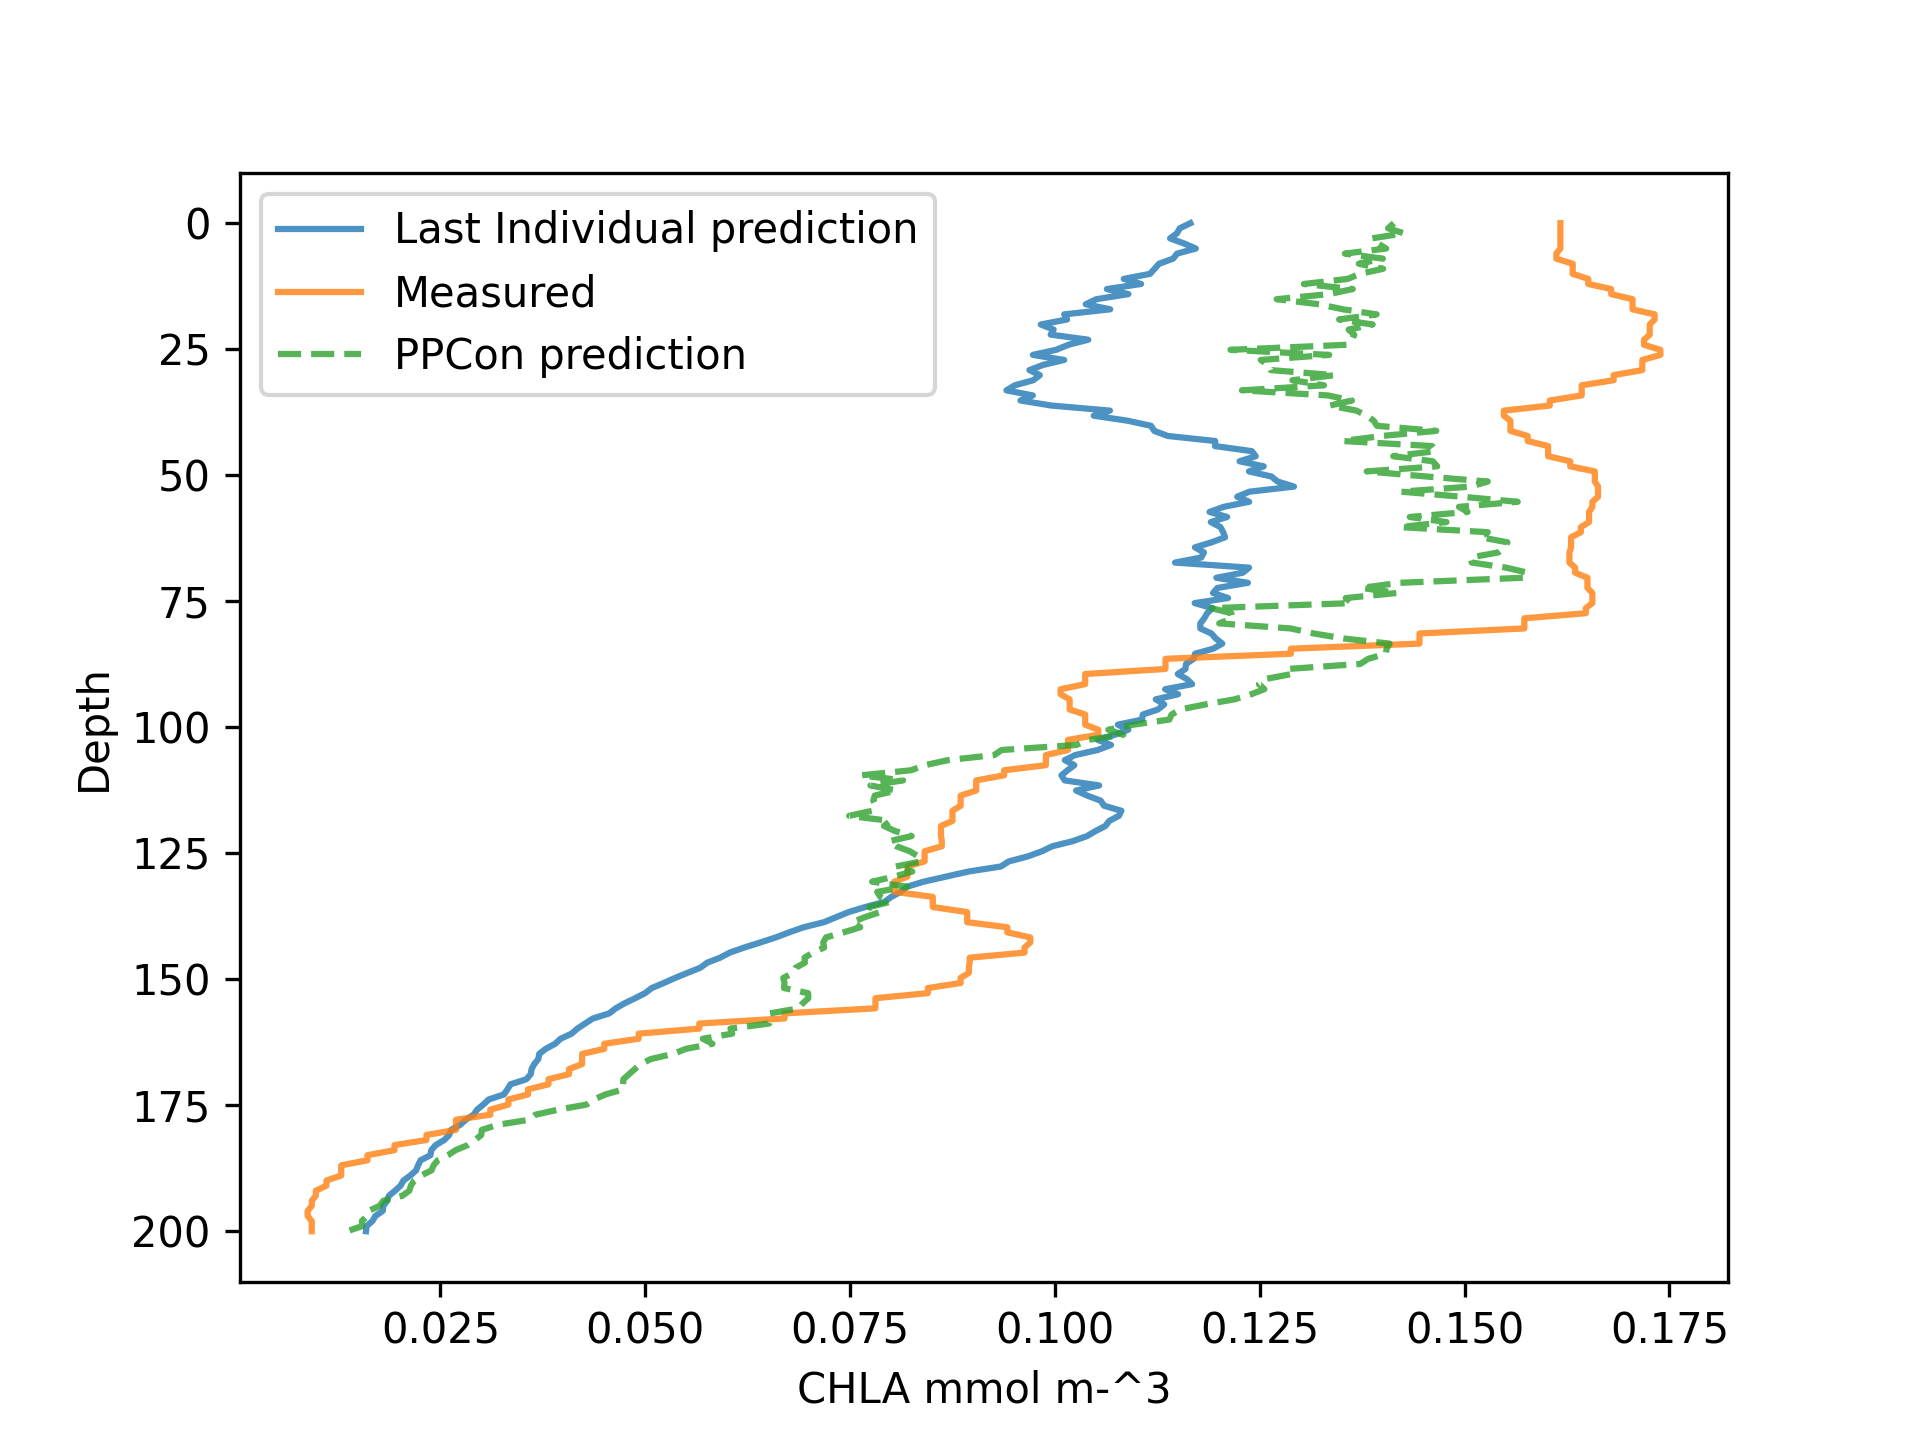 Last Individual prediction
Measured
PPCon prediction
0
25
50
75
100
125
150
175
200
Depth
0.025 0.050 0.075 0.100 0.125 0.150 0.175
CHLA mmol m-^3